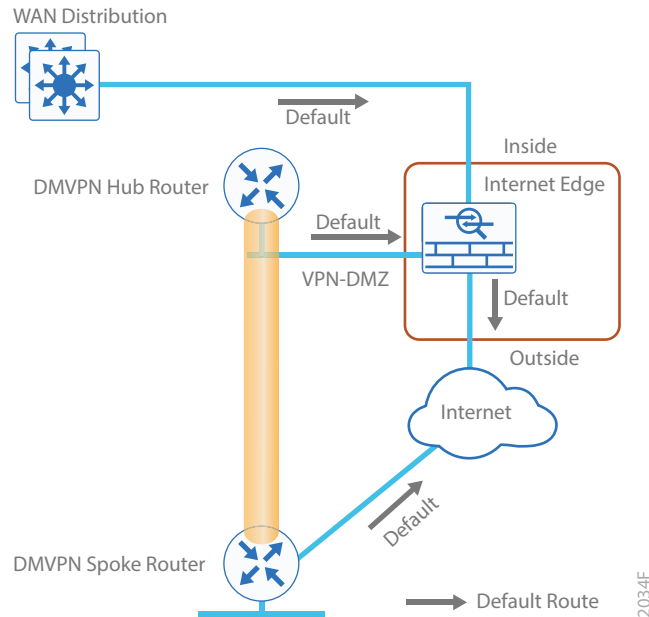 WAN Distribution
Default
Inside
DMVPN Hub Router
Internet Edge
Default
VPN-DMZ
Default
Outside
Internet
Default
DMVPN Spoke Router
Default Route
2034F